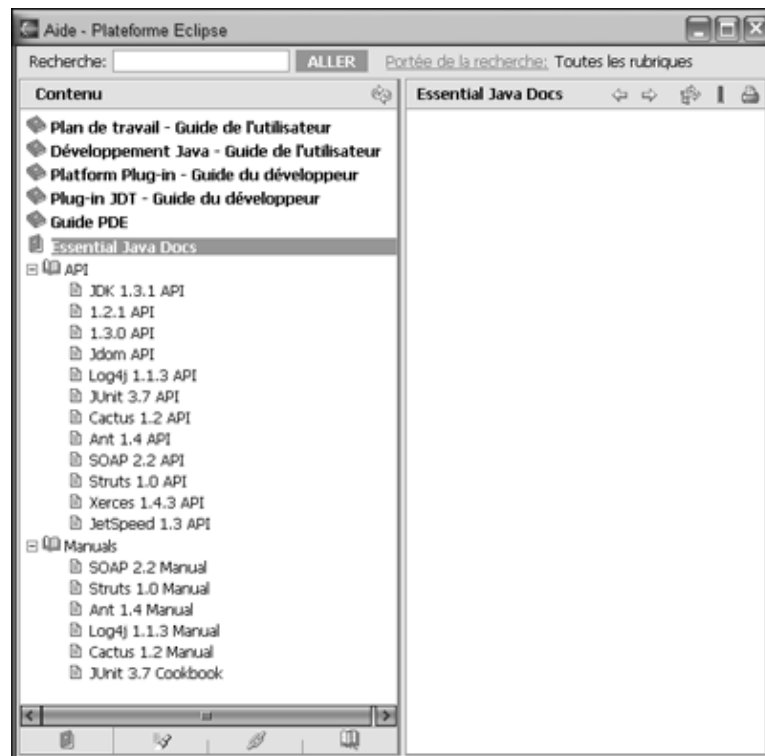 Aide - Plateforme Eclipse
Recherche: ALLER Portée de la recherche: Toutes les rubriques
Contenu
Essential Java Docs
Plan de travail - Guide de l'utilisateur
Développement Java - Guide de l'utilisateur
Platform Plug-in - Guide du développeur
Plug-in JDT - Guide du développeur
Guide PDE
Essential Java Docs
API
JDK 1.3.1 API
1.2.1 API
1.3.0 API
Jdom API
Log4j 1.1.3 API
JUnit 3.7 API
Cactus 1.2 API
Ant 1.4 API
SOAP 2.2 API
Struts 1.0 API
Xerces 1.4.3 API
JetSpeed 1.3 API
Manuals
SOAP 2.2 Manual
Struts 1.0 Manual
Ant 1.4 Manual
Log4j 1.1.3 Manual
Cactus 1.2 Manual
JUnit 3.7 Cookbook